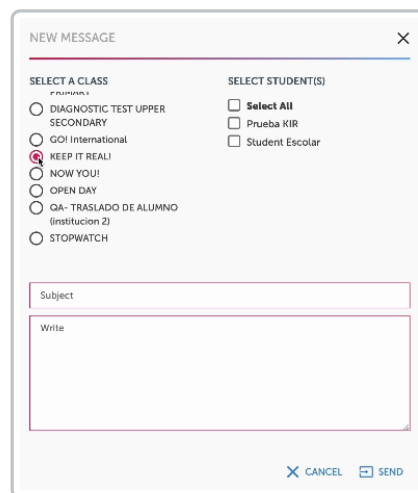 NEW MESSAGE
SELECT A CLASS
PRIMARY
DIAGNOSTIC TEST UPPER
SECONDARY
GO! International
KEEP IT REAL!
NOW YOU!
OPEN DAY
QA- TRASLADO DE ALUMNO
(institucion 2)
STOPWATCH
SELECT STUDENT(S)
Select All
Prueba KIR
Student Escolar
Subject
Write
CANCEL
SEND